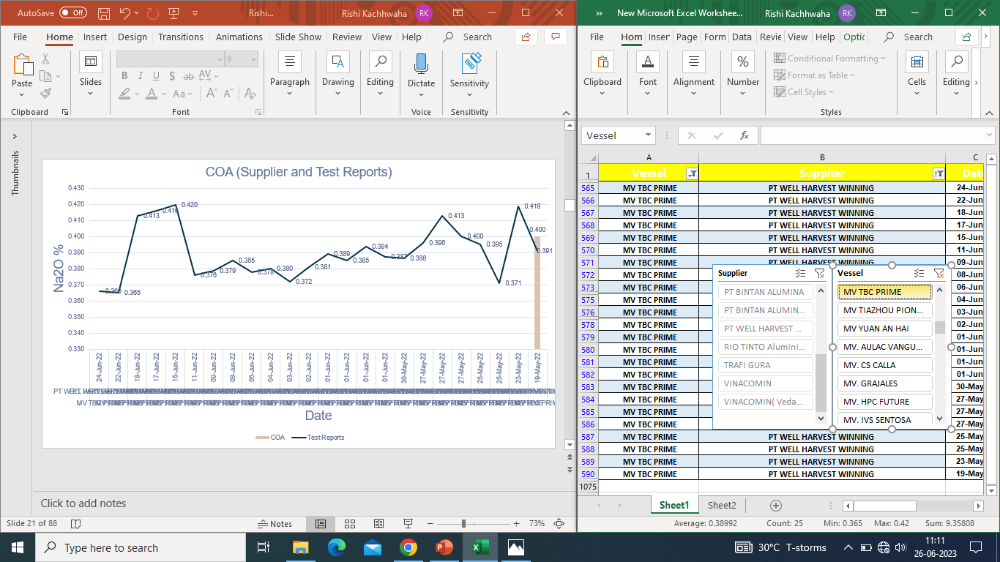 AutoSave Off Rishi... Rishi Kachhwaha RK
File Home Insert Design Transitions Animations Slide Show Review View Help Search
Paste Slides 9 Paragraph Drawing Editing Dictate Sensitivity
B I U S ab AV
A Aa A A A
Clipboard Font Voice Sensitivity
Thumbnails
COA (Supplier and Test Reports)
Na2O %
0.430
0.420
0.410
0.400
0.390
0.380
0.370
0.360
0.350
0.340
0.330
0.365 0.413 0.420 0.376 0.379 0.385 0.378 0.380 0.372 0.381 0.389 0.385 0.394 0.387 0.386 0.396 0.413 0.400 0.395 0.371 0.419 0.400 0.391
24-Jun-22 22-Jun-22 18-Jun-22 17-Jun-22 15-Jun-22 11-Jun-22 09-Jun-22 08-Jun-22 06-Jun-22 04-Jun-22 03-Jun-22 02-Jun-22 01-Jun-22 01-Jun-22 01-Jun-22 01-Jun-22 30-May-22 27-May-22 27-May-22 27-May-22 25-May-22 25-May-22 23-May-22 19-May-22
Date
COA Test Reports
Click to add notes
Slide 21 of 88 Notes 73%
» New Microsoft Excel Workshee... Rishi Kachhwaha RK
File Hom Inser Page Form Data Revie View Help Optic Search
Clipboard Font Alignment Number Conditional Formatting Format as Table Cell Styles Cells Editing
Styles
Vessel fx
A B C
1 Vessel Supplier Date
565 MV TBC PRIME PT WELL HARVEST WINNING 24-Jun
566 MV TBC PRIME PT WELL HARVEST WINNING 22-Jun
567 MV TBC PRIME PT WELL HARVEST WINNING 18-Jun
568 MV TBC PRIME PT WELL HARVEST WINNING 17-Jun
569 MV TBC PRIME PT WELL HARVEST WINNING 15-Jun
570 MV TBC PRIME PT WELL HARVEST WINNING 11-Jun
571 MV TBC PRIME PT WELL HARVEST WINNING 09-Jun
572 MV TBC PRIME 08-Jun
573 MV TBC PRIME 06-Jun
575 MV TBC PRIME 04-Jun
576 MV TBC PRIME 03-Jun
578 MV TBC PRIME 02-Jun
579 MV TBC PRIME 01-Jun
580 MV TBC PRIME 01-Jun
581 MV TBC PRIME 01-Jun
582 MV TBC PRIME 01-Jun
583 MV TBC PRIME 30-May
584 MV TBC PRIME 27-May
585 MV TBC PRIME 27-May
586 MV TBC PRIME 27-May
587 MV TBC PRIME PT WELL HARVEST WINNING 25-May
588 MV TBC PRIME PT WELL HARVEST WINNING 25-May
589 MV TBC PRIME PT WELL HARVEST WINNING 23-May
590 MV TBC PRIME PT WELL HARVEST WINNING 19-May
1075
Supplier
PT BINTAN ALUMINA
PT BINTAN ALUMIN...
PT WELL HARVEST ...
RIO TINTO Alumini...
TRAFI GURA
VINACOMIN
VINACOMIN( Veda...
Vessel
MV TBC PRIME
MV TIAZHOU PION...
MV YUAN AN HAI
MV. AULAC VANGU...
MV. CS CALLA
MV. GRAJALES
MV. HPC FUTURE
MV. IVS SENTOSA
Sheet1 Sheet2
Average: 0.38992 Count: 25 Min: 0.365 Max: 0.42 Sum: 9.35808
Type here to search 30°C T-storms 11:11
26-06-2023